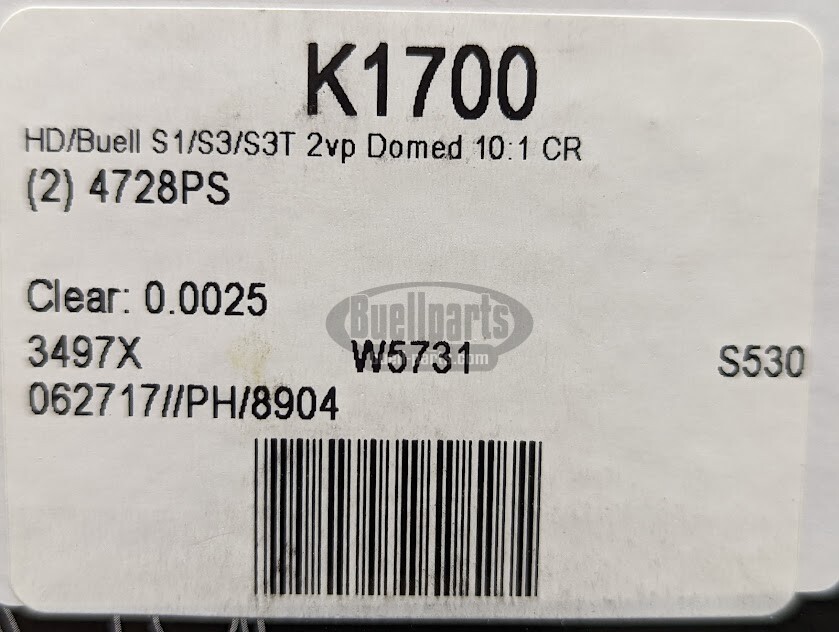 K1700
HD/Buell S1/S3/S3T 2vp Domed 10:1 CR
(2) 4728PS
Clear: 0.0025
Buellparts
3497X W5731 S530
062717//PH/8904